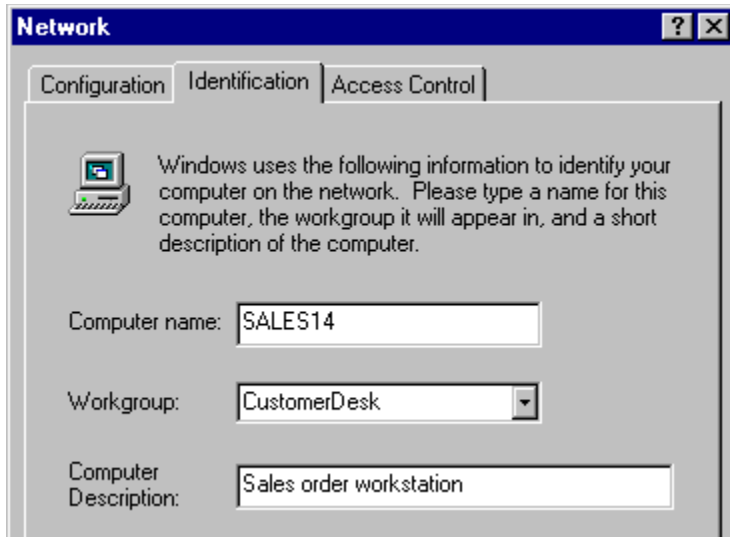 Network
Configuration Identification Access Control
Windows uses the following information to identify your
computer on the network. Please type a name for this
computer, the workgroup it will appear in, and a short
description of the computer.
Computer name: SALES14
Workgroup: CustomerDesk
Computer
Description: Sales order workstation